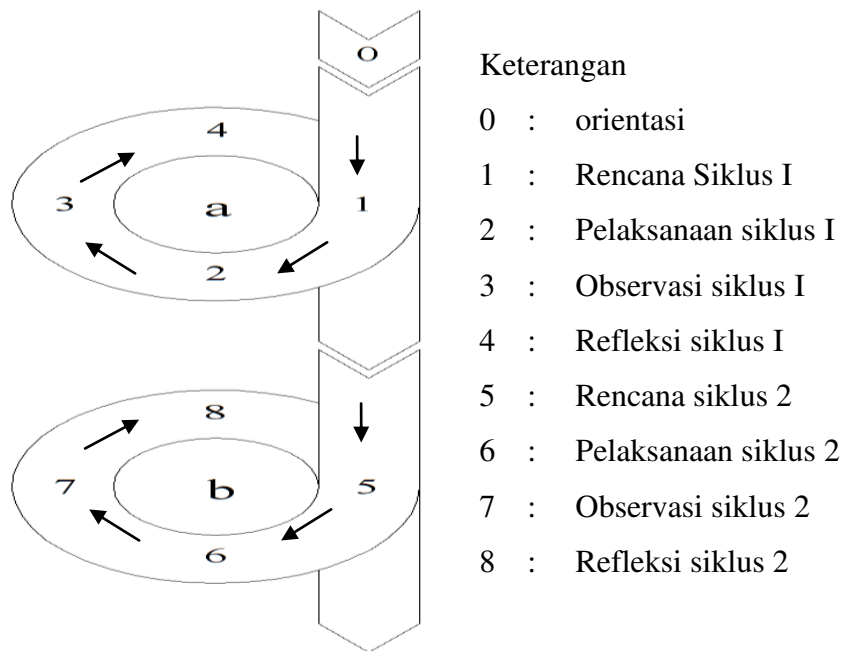 0
4
3
a
1
2
8
7
b
5
6
Keterangan
0 : orientasi
1 : Rencana Siklus I
2 : Pelaksanaan siklus I
3 : Observasi siklus I
4 : Refleksi siklus I
5 : Rencana siklus 2
6 : Pelaksanaan siklus 2
7 : Observasi siklus 2
8 : Refleksi siklus 2